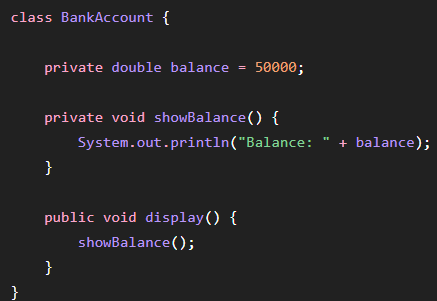 class BankAccount {
private double balance = 50000;
private void showBalance() {
System.out.println("Balance: " + balance);
}
public void display() {
showBalance();
}
}